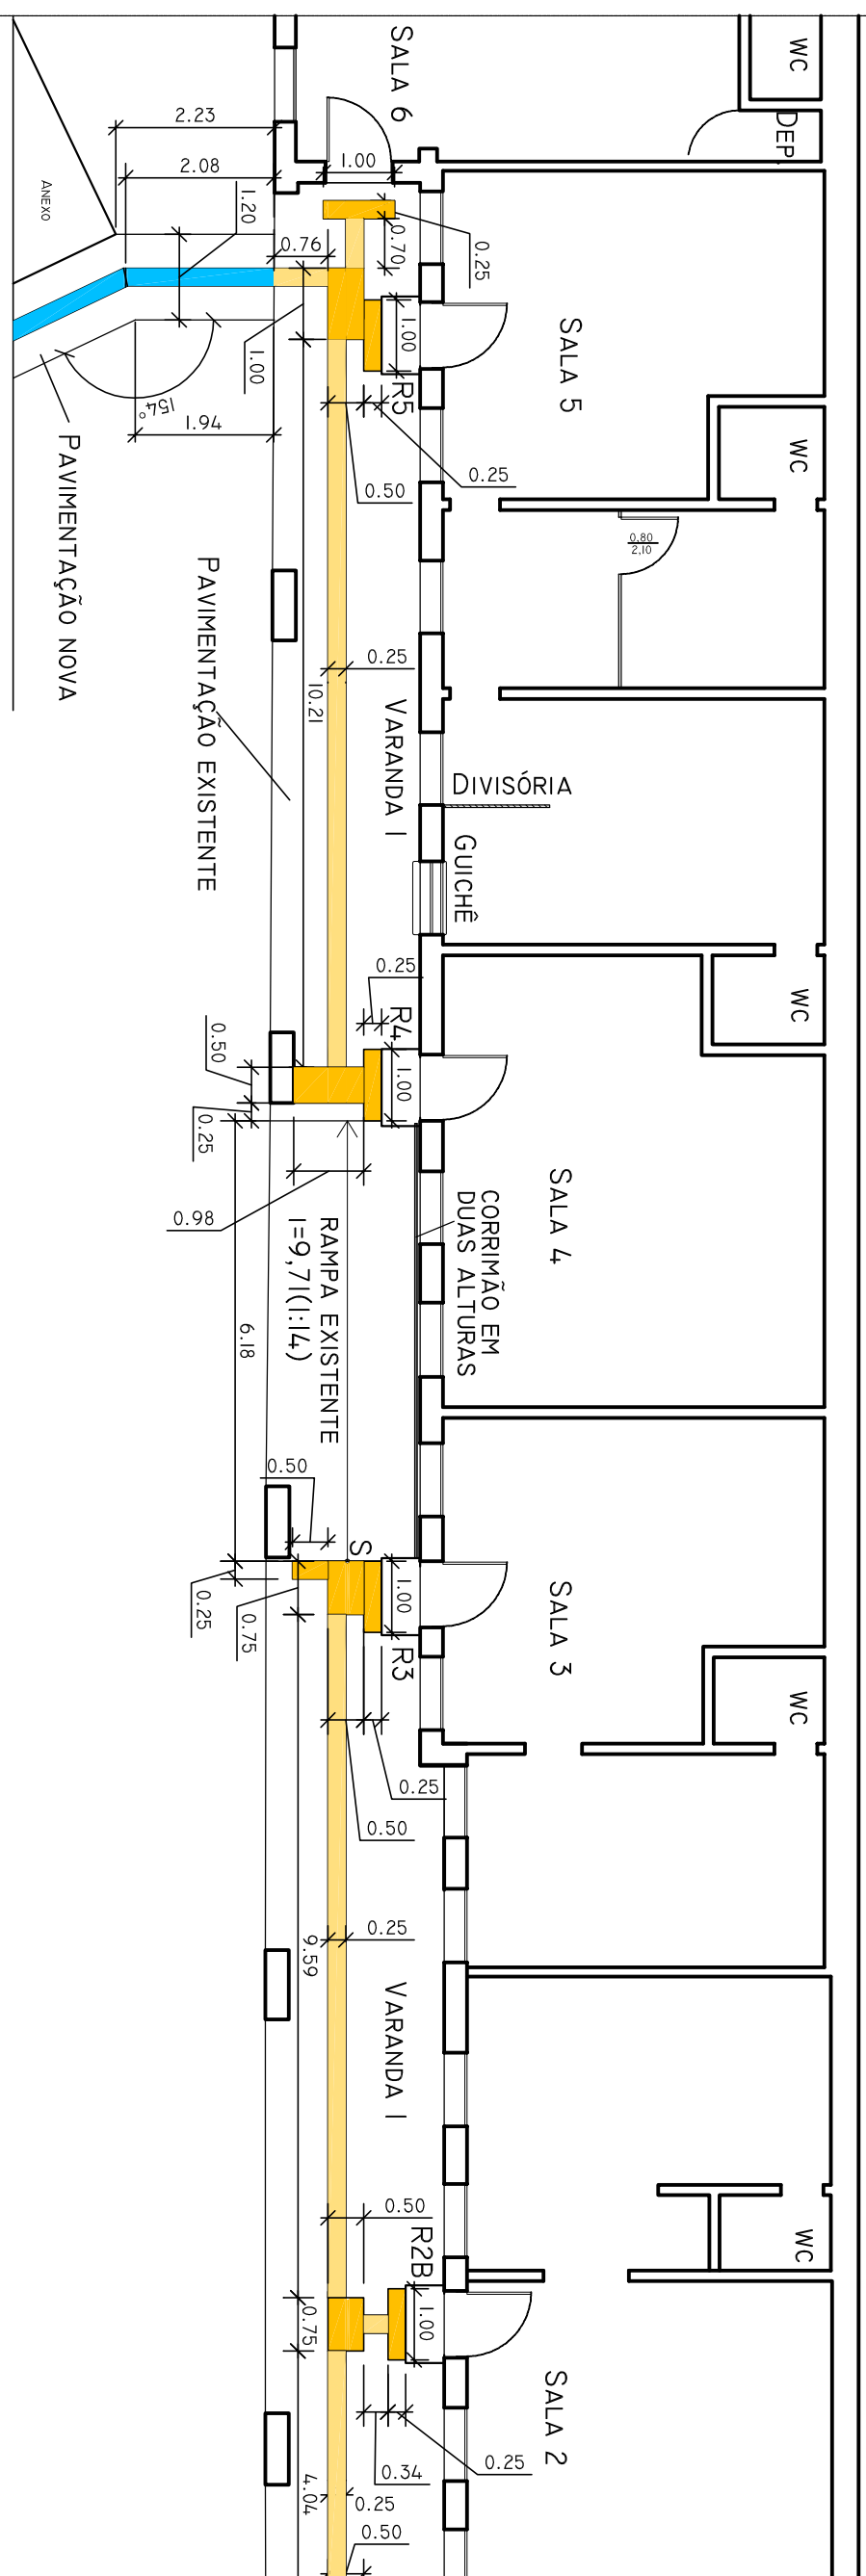 WC
SALA 6
DEP.
2.23
1.00
2.08
ANEXO
1.20
0.76
0.70
0.25
1.00
1.00
R5
SALA 5
154°
1.94
0.50
0.25
WC
PAVIMENTAÇÃO NOVA
0.80
2,10
PAVIMENTAÇÃO EXISTENTE
0.25
10.21
VARANDA 1
DIVISÓRIA
GUICHÊ
0.25
WC
R4
1.00
0.50
0.25
0.98
SALA 4
CORRIMÃO EM
DUAS ALTURAS
RAMPA EXISTENTE
I=9,71(1:14)
6.18
0.50
S
1.00
0.25
0.75
R3
SALA 3
WC
0.25
0.50
0.25
9.59
VARANDA 1
0.50
R2B
WC
0.75
1.00
SALA 2
0.25
0.34
4.04
0.25
0.50